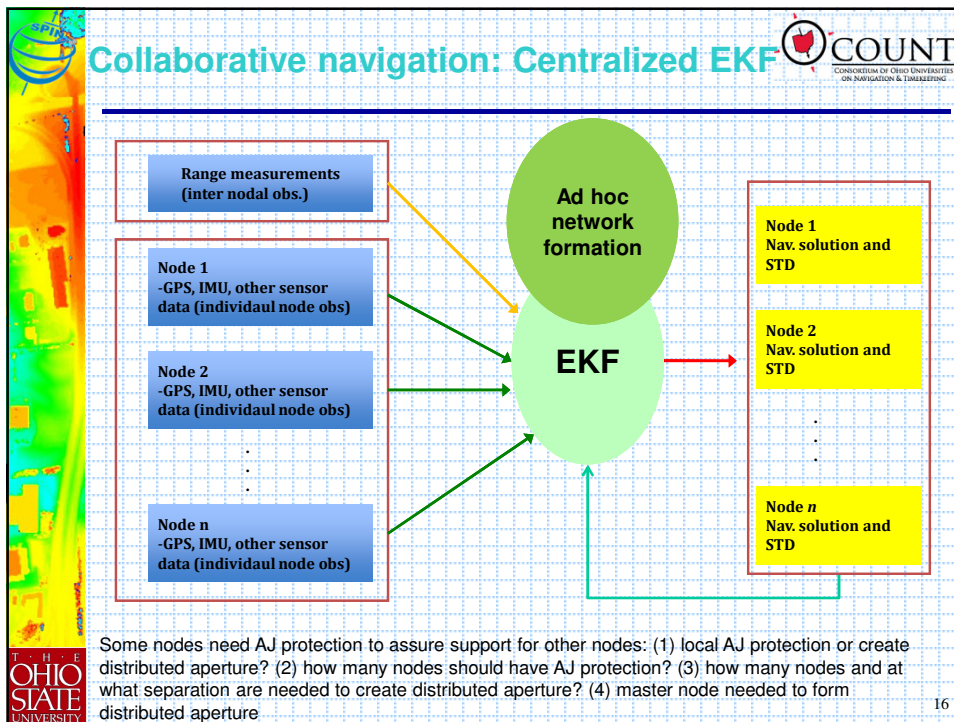 SPIN
Collaborative navigation: Centralized EKF
COUNT
CONSORTIUM OF OHIO UNIVERSITIES
ON NAVIGATION & TIMEKEEPING
Range measurements
(inter nodal obs.)
Node 1
-GPS, IMU, other sensor
data (individaul node obs)
Node 2
-GPS, IMU, other sensor
data (individaul node obs)
.
.
.
Node n
-GPS, IMU, other sensor
data (individaul node obs)
Ad hoc
network
formation
EKF
Node 1
Nav. solution and
STD
Node 2
Nav. solution and
STD
.
.
.
Node n
Nav. solution and
STD
Some nodes need AJ protection to assure support for other nodes: (1) local AJ protection or create
distributed aperture? (2) how many nodes should have AJ protection? (3) how many nodes and at
what separation are needed to create distributed aperture? (4) master node needed to form
distributed aperture
T · H · E
OHIO
STATE
UNIVERSITY
16